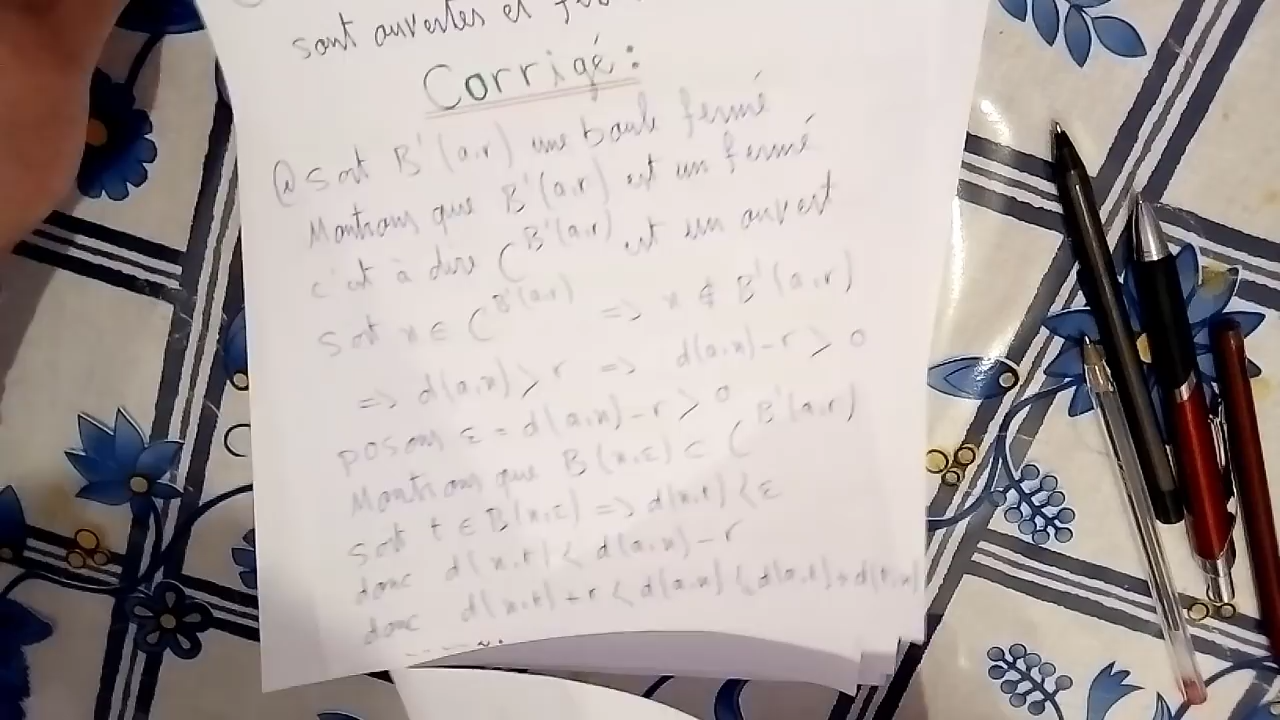 sont ouvertes et
Corrigé :
@ soit B'(a,r) une boule fermé
Montrons que B'(a,r) est un fermé
c'est à dire C^B'(a,r) est un ouvert
soit x ∈ C^B'(a,r) => x ∉ B'(a,r)
=> d(a,x) > r => d(a,x) - r > 0
posons ε = d(a,x) - r > 0
Montrons que B(x,ε) ⊂ C^B'(a,r)
soit t ∈ B(x,ε) => d(x,t) < ε
donc d(x,t) < d(a,x) - r
donc d(x,t) + r < d(a,x) ≤ d(a,t) + d(t,x)